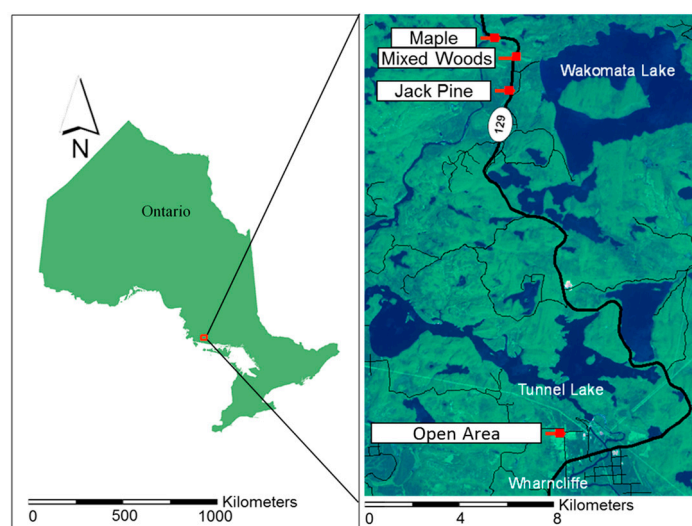 N
Ontario
0 500 1000 Kilometers
Maple
Mixed Woods
Jack Pine
Wakomata Lake
129
Tunnel Lake
Open Area
Wharncliffe
0 4 8 Kilometers